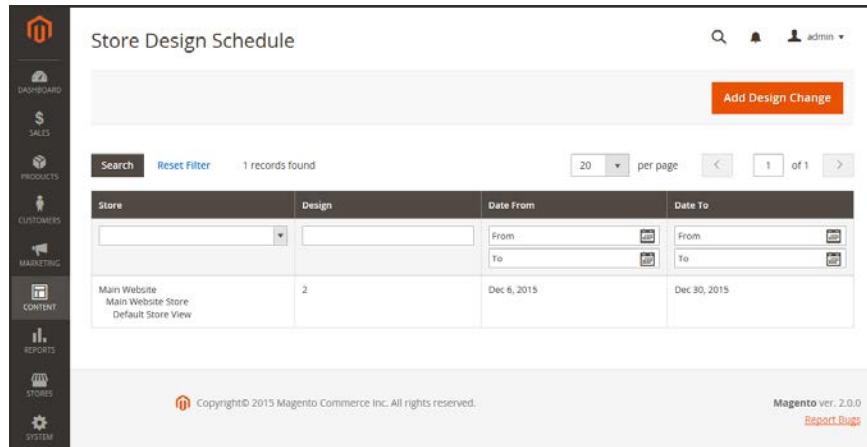 Store Design Schedule
admin
DASHBOARD
SALES
PRODUCTS
CUSTOMERS
MARKETING
CONTENT
REPORTS
STORES
SYSTEM
Add Design Change
Search Reset Filter 1 records found 20 per page 1 of 1
Store Design Date From Date To
From From
To To
Main Website 2 Dec 6, 2015 Dec 30, 2015
Main Website Store
Default Store View
Copyright© 2015 Magento Commerce Inc. All rights reserved.
Magento ver. 2.0.0
Report Bugs